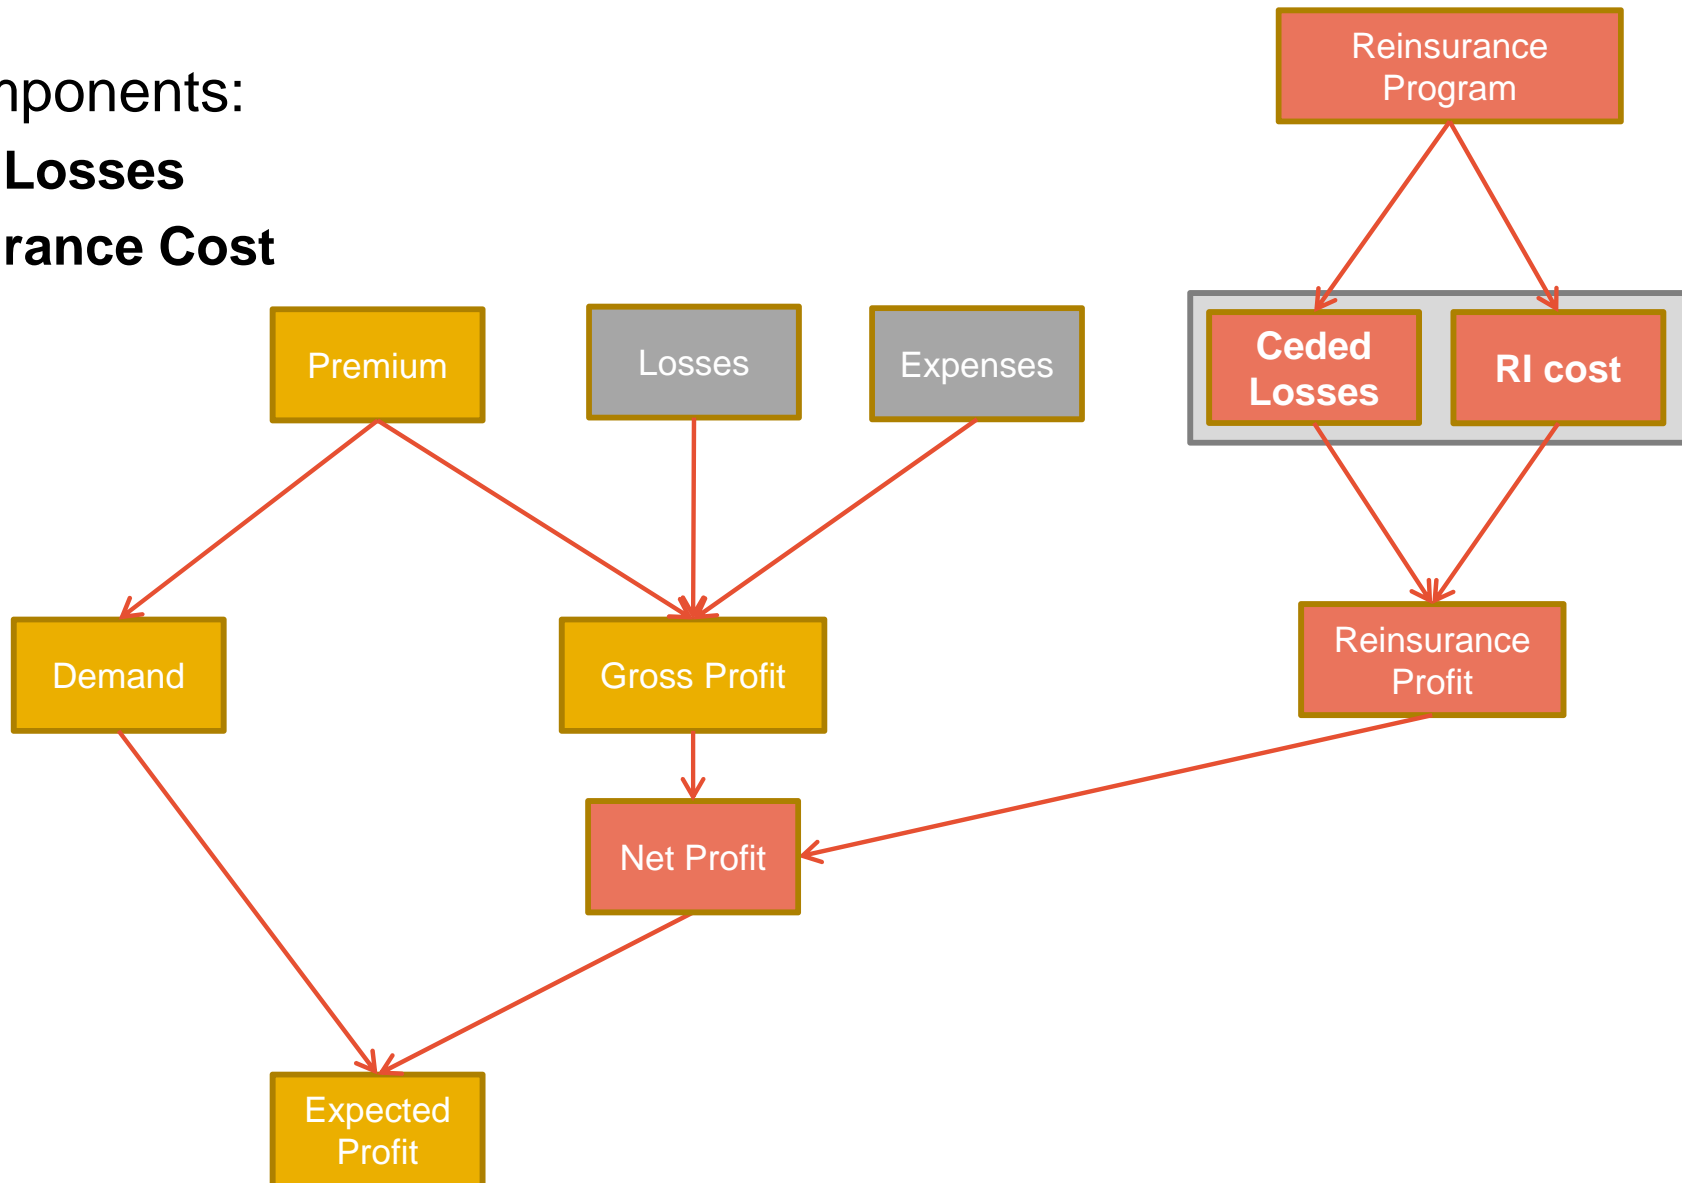 mponents:
Losses
rance Cost
Reinsurance
Program
Premium
Losses
Expenses
Ceded
Losses
RI cost
Demand
Gross Profit
Reinsurance
Profit
Net Profit
Expected
Profit